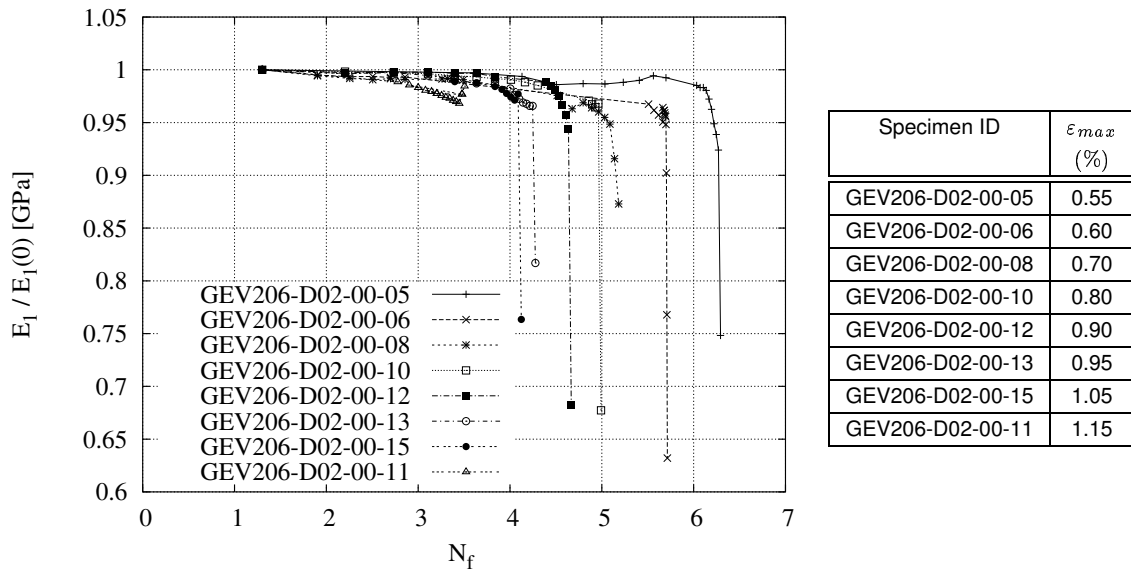 1.05
1
0.95
0.9
0.85
0.8
0.75
0.7
0.65
0.6
E₁ / E₁(0) [GPa]
GEV206-D02-00-05
GEV206-D02-00-06
GEV206-D02-00-08
GEV206-D02-00-10
GEV206-D02-00-12
GEV206-D02-00-13
GEV206-D02-00-15
GEV206-D02-00-11
0 1 2 3 4 5 6 7
N_f
Specimen ID ε_max (%)
GEV206-D02-00-05 0.55
GEV206-D02-00-06 0.60
GEV206-D02-00-08 0.70
GEV206-D02-00-10 0.80
GEV206-D02-00-12 0.90
GEV206-D02-00-13 0.95
GEV206-D02-00-15 1.05
GEV206-D02-00-11 1.15